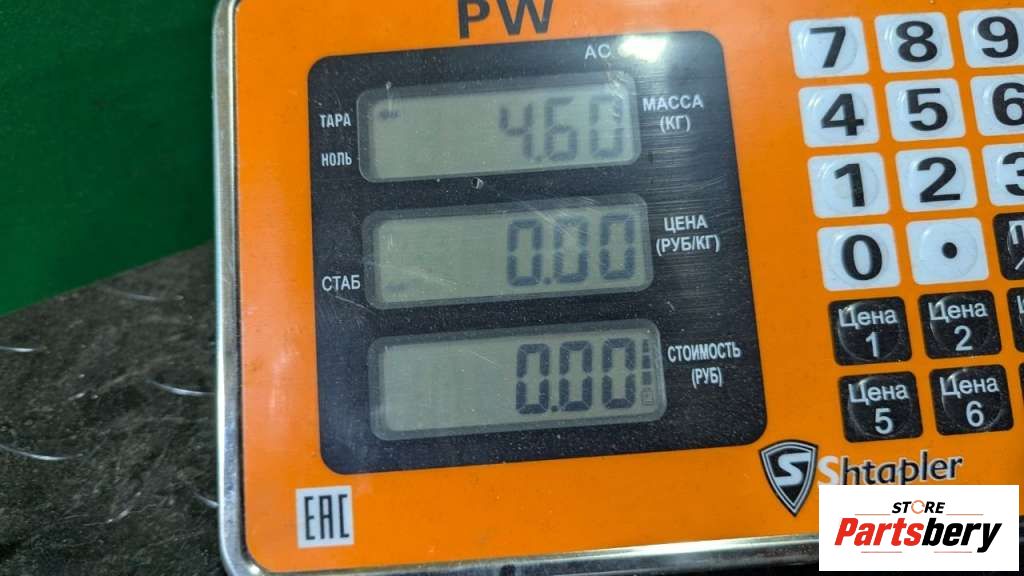 PW
AC
ТАРА
НОЛЬ
4.60
МАССА
(КГ)
СТАБ
0.00
ЦЕНА
(РУБ/КГ)
0.00
СТОИМОСТЬ
(РУБ)
7 8 9
4 5 6
1 2 3
0 .
Цена
1
Цена
2
Цена
5
Цена
6
EAC
S Shtapler
STORE
Partsbery